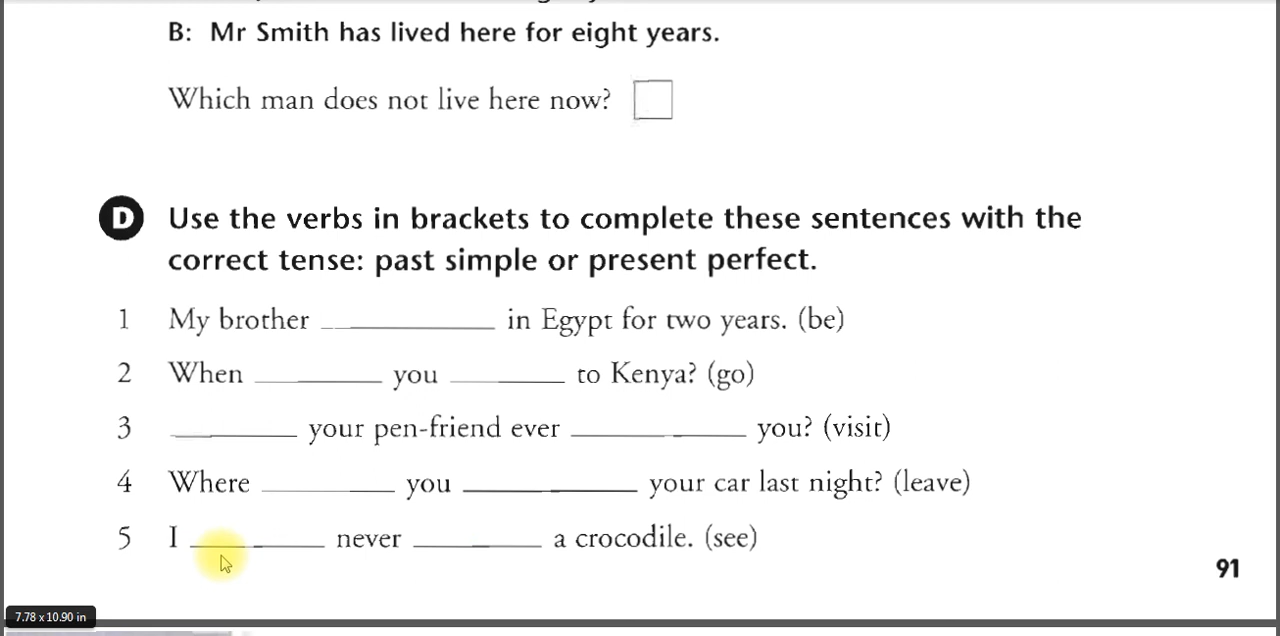 B: Mr Smith has lived here for eight years.
Which man does not live here now?
D Use the verbs in brackets to complete these sentences with the
correct tense: past simple or present perfect.
1 My brother ____________ in Egypt for two years. (be)
2 When _________ you ________ to Kenya? (go)
3 _________ your pen-friend ever ____________ you? (visit)
4 Where _________ you ____________ your car last night? (leave)
5 I _________ never _________ a crocodile. (see)
91
7.78 x 10.90 in